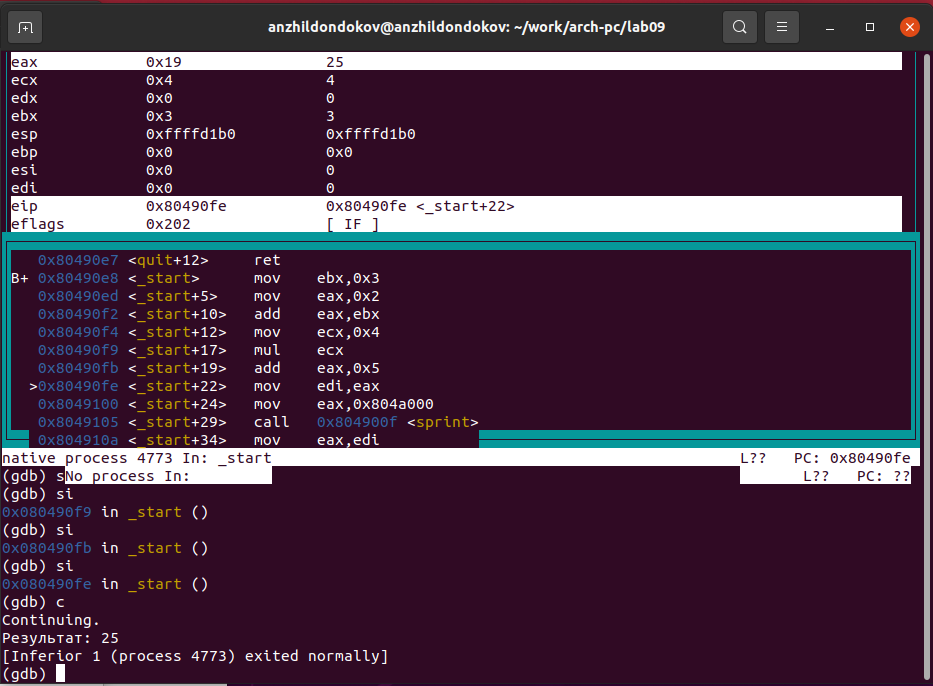 anzhildondokov@anzhildondokov: ~/work/arch-pc/lab09
eax 0x19 25
ecx 0x4 4
edx 0x0 0
ebx 0x3 3
esp 0xffffd1b0 0xffffd1b0
ebp 0x0 0x0
esi 0x0 0
edi 0x0 0
eip 0x80490fe 0x80490fe <_start+22>
eflags 0x202 [ IF ]
0x80490e7 <quit+12> ret
B+ 0x80490e8 <_start> mov ebx,0x3
0x80490ed <_start+5> mov eax,0x2
0x80490f2 <_start+10> add eax,ebx
0x80490f4 <_start+12> mov ecx,0x4
0x80490f9 <_start+17> mul ecx
0x80490fb <_start+19> add eax,0x5
>0x80490fe <_start+22> mov edi,eax
0x8049100 <_start+24> mov eax,0x804a000
0x8049105 <_start+29> call 0x804900f <sprint>
0x804910a <_start+34> mov eax,edi
native process 4773 In: _start L?? PC: 0x80490fe
(gdb) sNo process In: L?? PC: ??
(gdb) si
0x080490f9 in _start ()
(gdb) si
0x080490fb in _start ()
(gdb) si
0x080490fe in _start ()
(gdb) c
Continuing.
Результат: 25
[Inferior 1 (process 4773) exited normally]
(gdb)